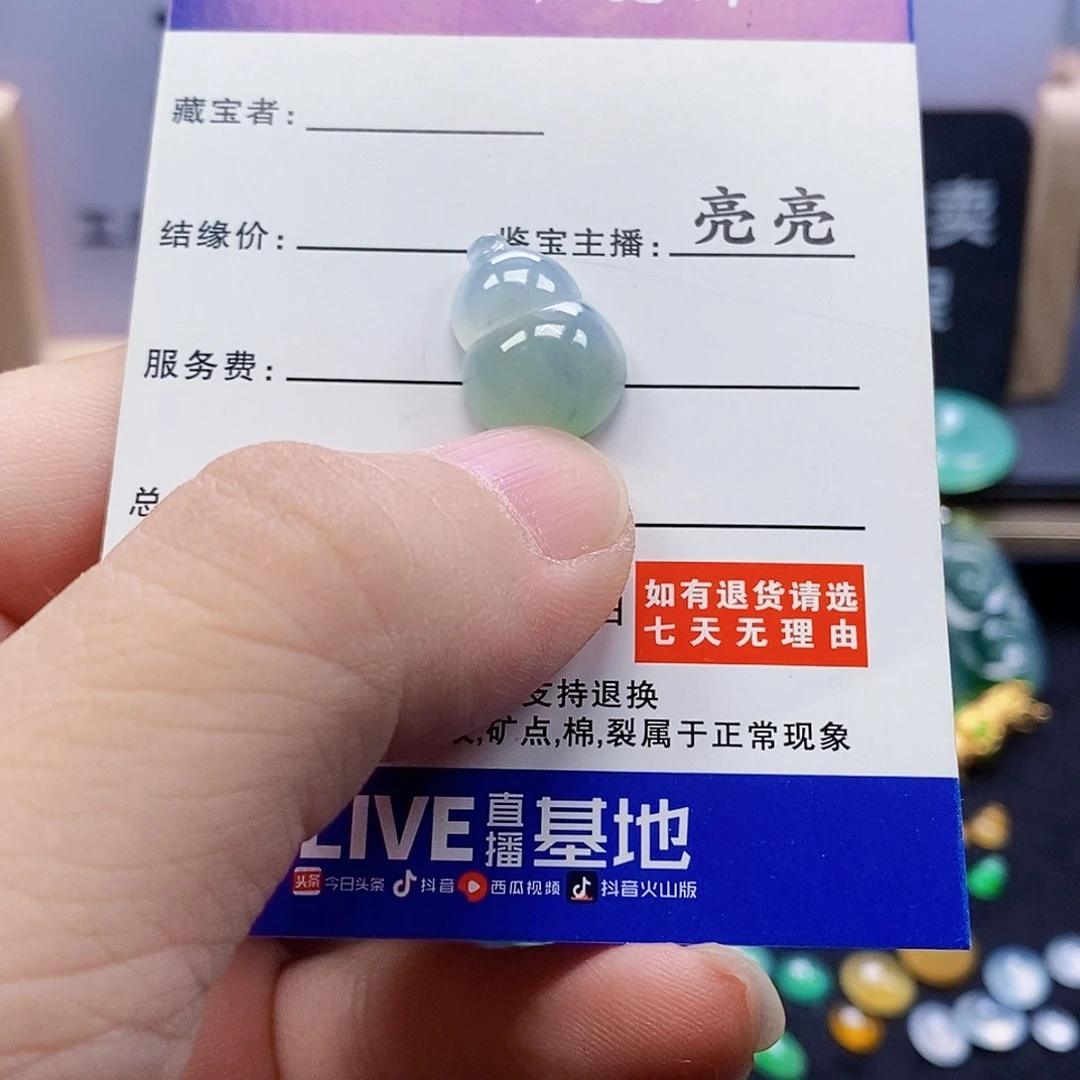 藏宝者:
结缘价:
鉴宝主播: 亮亮
服务费:
总
如有退货请选
七天无理由
支持退换
,矿点,棉,裂属于正常现象
LIVE 直播 基地
头条 今日头条 抖音 西瓜视频 抖音火山版
卖